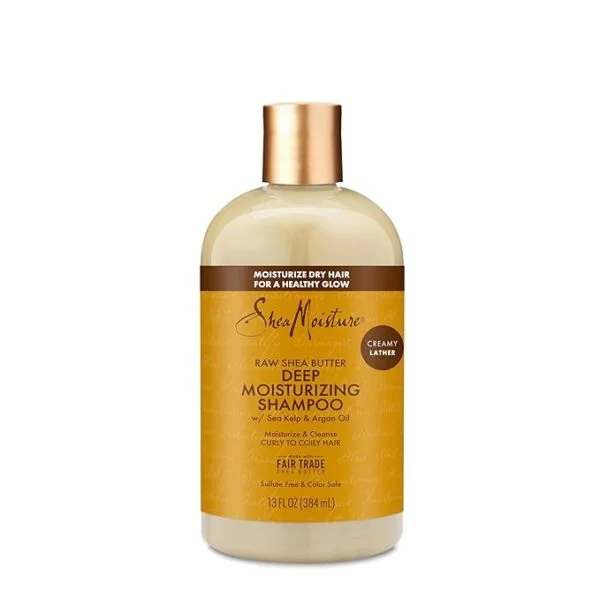 MOISTURIZE DRY HAIR
FOR A HEALTHY GLOW
SheaMoisture®
CREAMY
LATHER
RAW SHEA BUTTER
DEEP
MOISTURIZING
SHAMPOO
w/ Sea Kelp & Argan Oil
Moisturize & Cleanse
CURLY TO COILY HAIR
made with
FAIR TRADE
SHEA BUTTER
Sulfate Free & Color Safe
13 FL OZ (384 mL)